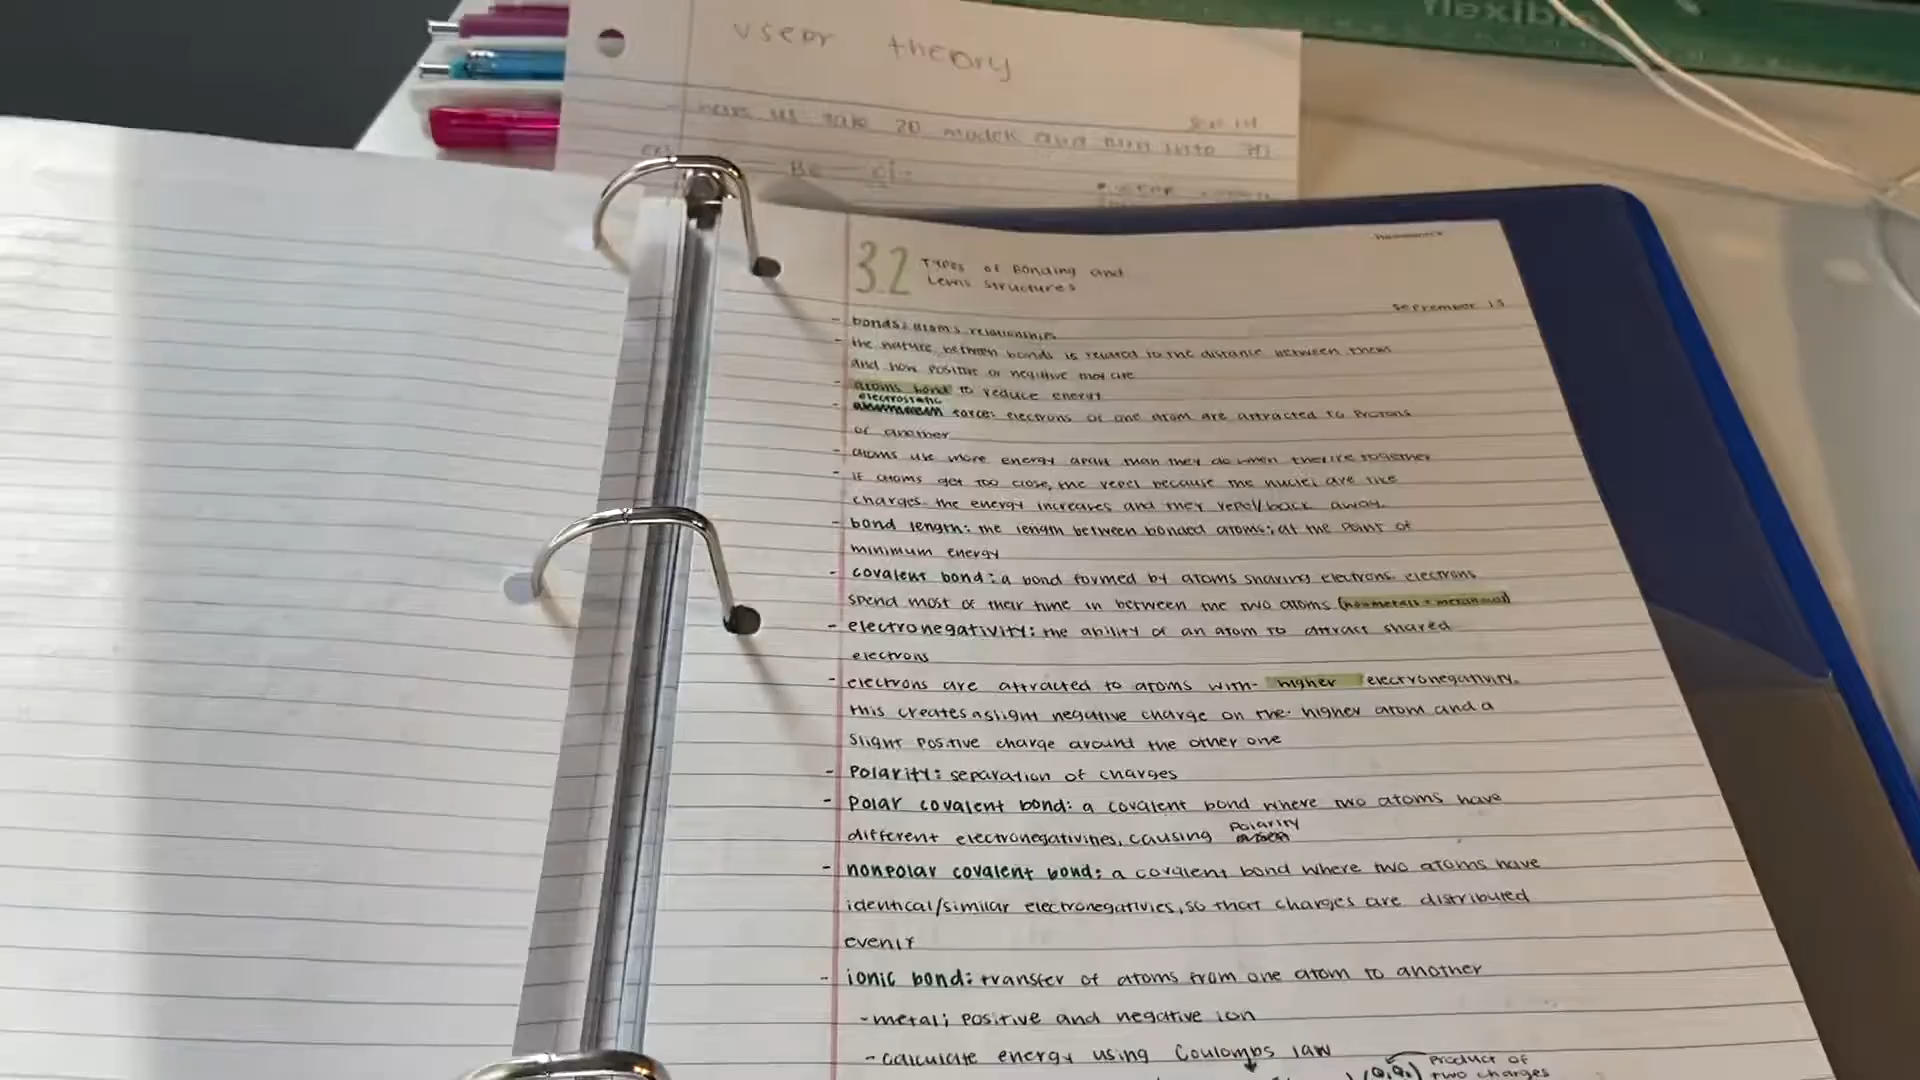 flexible
vsepr theory
us take 2D models and turn into 3D
Be
3.2 Types of Bonding and
Lewis Structures
September 13
- bonds: atoms relationships
- the nature between bonds is related to the distance between them
and how positive or negitive they are
- atoms bond to reduce energy
electrostatic
- force: electrons of one atom are attracted to protons
of another
- atoms use more energy apart than they do when they're together
- if atoms get too close, the repel because the nuclei are like
charges. the energy increases and they repel/back away.
- bond length: the length between bonded atoms; at the point of
minimum energy
- covalent bond: a bond formed by atoms sharing electrons. electrons
spend most of their time in between the two atoms
- electronegativity: the ability of an atom to attract shared
electrons
- electrons are attracted to atoms with higher electronegativity.
this creates a slight negative charge on the higher atom and a
slight positive charge around the other one
- Polarity: separation of charges
- Polar covalent bond: a covalent bond where two atoms have
different electronegativities, causing polarity
- nonpolar covalent bond: a covalent bond where two atoms have
identical/similar electronegativies, so that charges are distributed
evenly
- ionic bond: transfer of atoms from one atom to another
- metal; positive and negative ion
- calculate energy using Coulombs law
product of
two charges